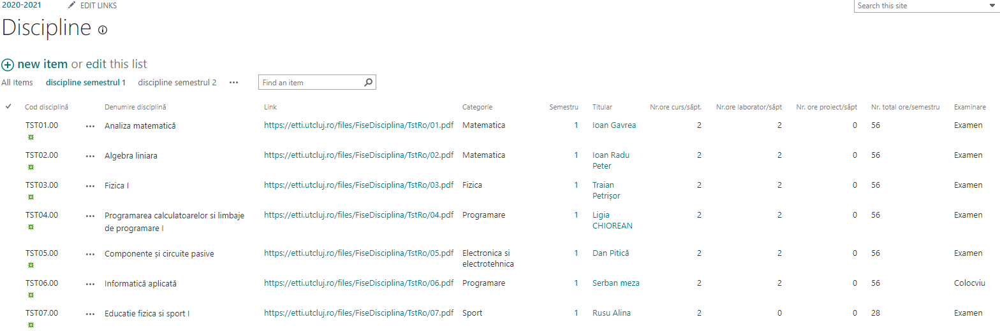 2020-2021 EDIT LINKS Search this site
Discipline
new item or edit this list
All Items discipline semestrul 1 discipline semestrul 2 ••• Find an item
Cod disciplină Denumire disciplină Link Categorie Semestru Titular Nr.ore curs/săpt. Nr.ore laborator/săpt Nr. ore proiect/săpt Nr. total ore/semestru Examinare
TST01.00 ••• Analiza matematică https://etti.utcluj.ro/files/FiseDisciplina/TstRo/01.pdf Matematica 1 Ioan Gavrea 2 2 0 56 Examen
TST02.00 ••• Algebra liniara https://etti.utcluj.ro/files/FiseDisciplina/TstRo/02.pdf Matematica 1 Ioan Radu 2 2 0 56 Examen
Peter
TST03.00 ••• Fizica I https://etti.utcluj.ro/files/FiseDisciplina/TstRo/03.pdf Fizica 1 Traian 2 2 0 56 Examen
Petrișor
TST04.00 ••• Programarea calculatoarelor si limbaje https://etti.utcluj.ro/files/FiseDisciplina/TstRo/04.pdf Programare 1 Ligia 2 2 0 56 Examen
de programare I CHIOREAN
TST05.00 ••• Componente și circuite pasive https://etti.utcluj.ro/files/FiseDisciplina/TstRo/05.pdf Electronica si 1 Dan Pitică 2 2 0 56 Examen
electrotehnica
TST06.00 ••• Informatică aplicată https://etti.utcluj.ro/files/FiseDisciplina/TstRo/06.pdf Programare 1 Serban meza 2 2 0 56 Colocviu
TST07.00 ••• Educatie fizica si sport I https://etti.utcluj.ro/files/FiseDisciplina/TstRo/07.pdf Sport 1 Rusu Alina 2 0 0 28 Examen